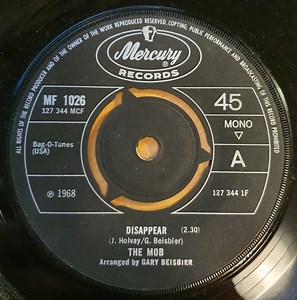 ALL RIGHTS OF THE RECORD PRODUCER AND OF THE OWNER OF THE WORK REPRODUCED RESERVED. COPYING, PUBLIC PERFORMANCE AND BROADCASTING OF THIS RECORD PROHIBITED
Mercury
RECORDS
MF 1026
127 344 MCF
45
MONO
Bag-O-Tunes
(USA)
A
℗ 1968
127 344 1F
DISAPPEAR (2.30)
(J. Holvay/G. Beisbier)
THE MOB
Arranged by GARY BEISBIER